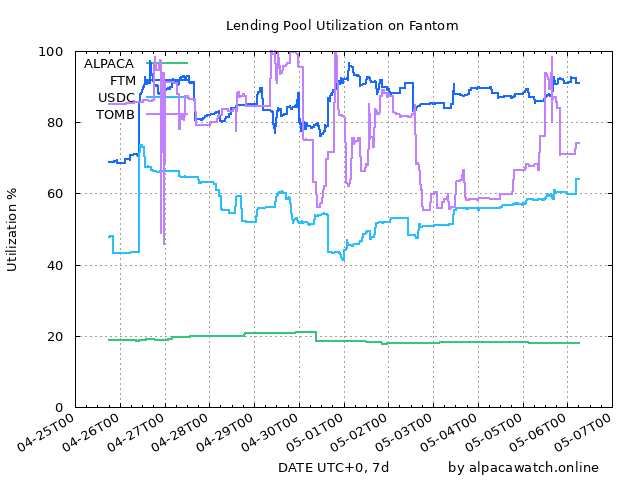 Lending Pool Utilization on Fantom
Utilization %
100
80
60
40
20
0
ALPACA
FTM
USDC
TOMB
04-25T00
04-26T00
04-27T00
04-28T00
04-29T00
04-30T00
05-01T00
05-02T00
05-03T00
05-04T00
05-05T00
05-06T00
05-07T00
DATE UTC+0, 7d
by alpacawatch.online